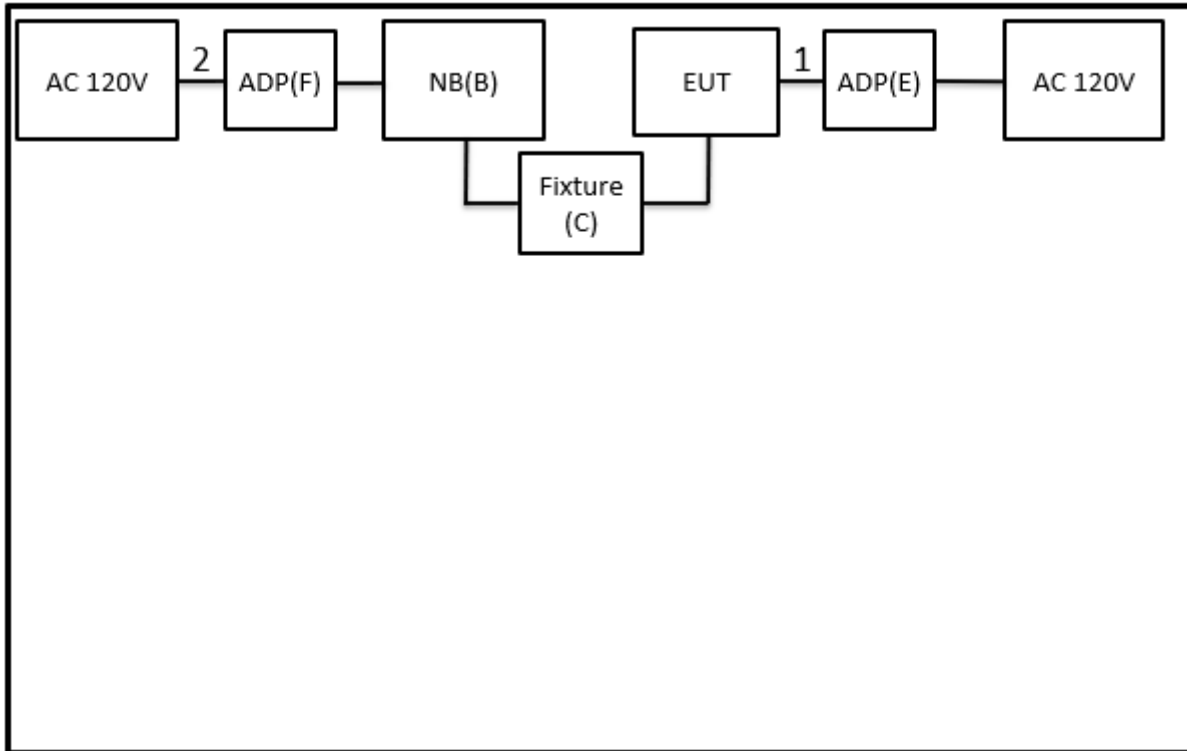 AC 120V
2
ADP(F)
NB(B)
EUT
1
ADP(E)
AC 120V
Fixture
(C)